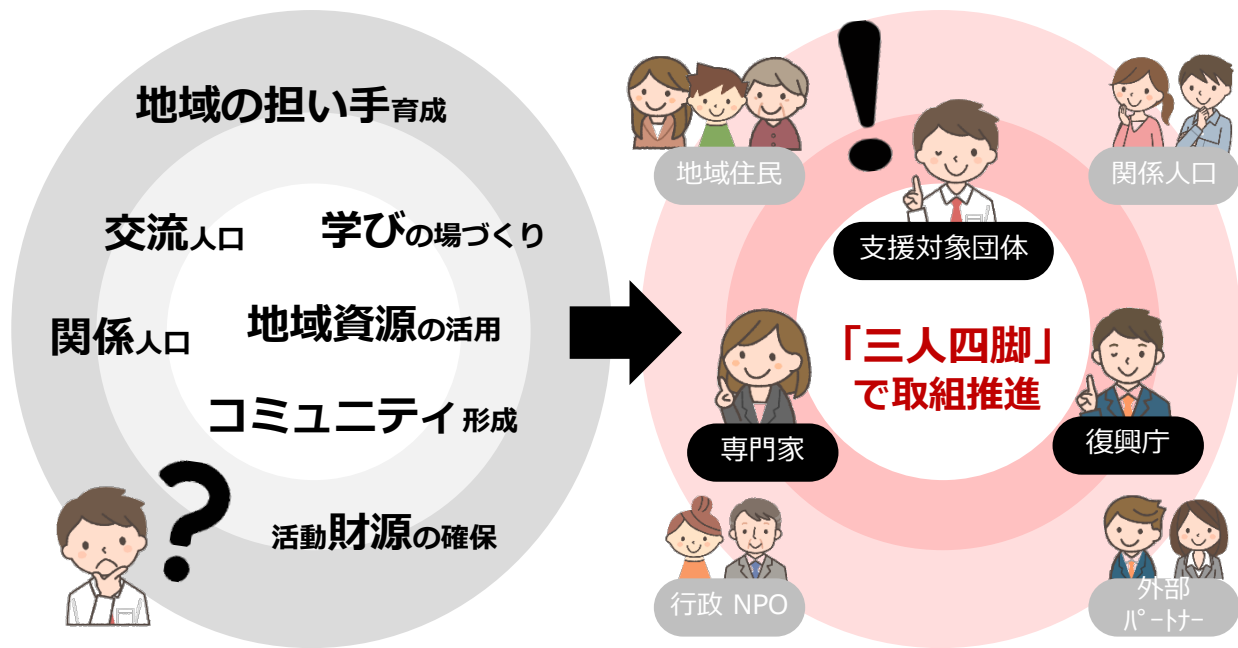 地域の担い手育成
交流人口
学びの場づくり
関係人口
地域資源の活用
コミュニティ形成
?
活動財源の確保
!
地域住民
関係人口
支援対象団体
「三人四脚」
で取組推進
専門家
復興庁
行政 NPO
外部
ﾊﾟｰﾄﾅｰ